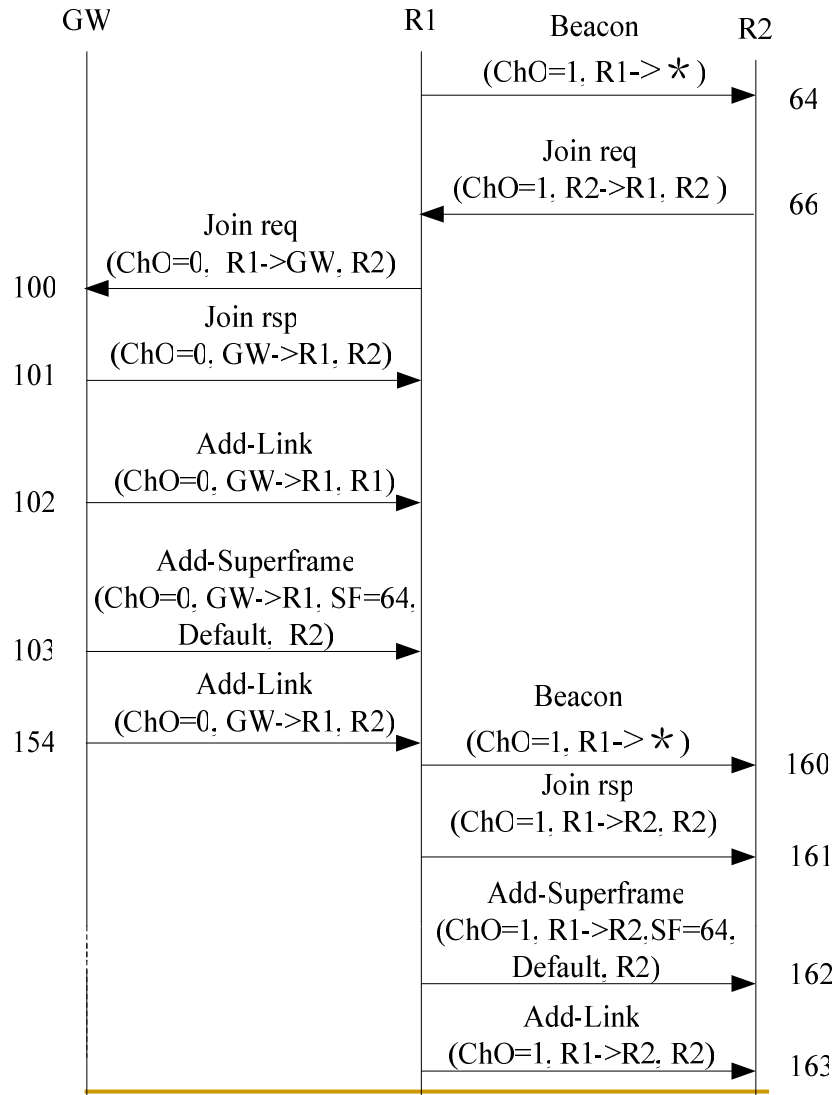 GW
R1
R2
Beacon
(ChO=1, R1->*)
64
Join req
(ChO=1, R2->R1, R2 )
66
Join req
(ChO=0, R1->GW, R2)
100
Join rsp
(ChO=0, GW->R1, R2)
101
Add-Link
(ChO=0, GW->R1, R1)
102
Add-Superframe
(ChO=0, GW->R1, SF=64,
Default, R2)
103
Add-Link
(ChO=0, GW->R1, R2)
154
Beacon
(ChO=1, R1->*)
160
Join rsp
(ChO=1, R1->R2, R2)
161
Add-Superframe
(ChO=1, R1->R2,SF=64,
Default, R2)
162
Add-Link
(ChO=1, R1->R2, R2)
163